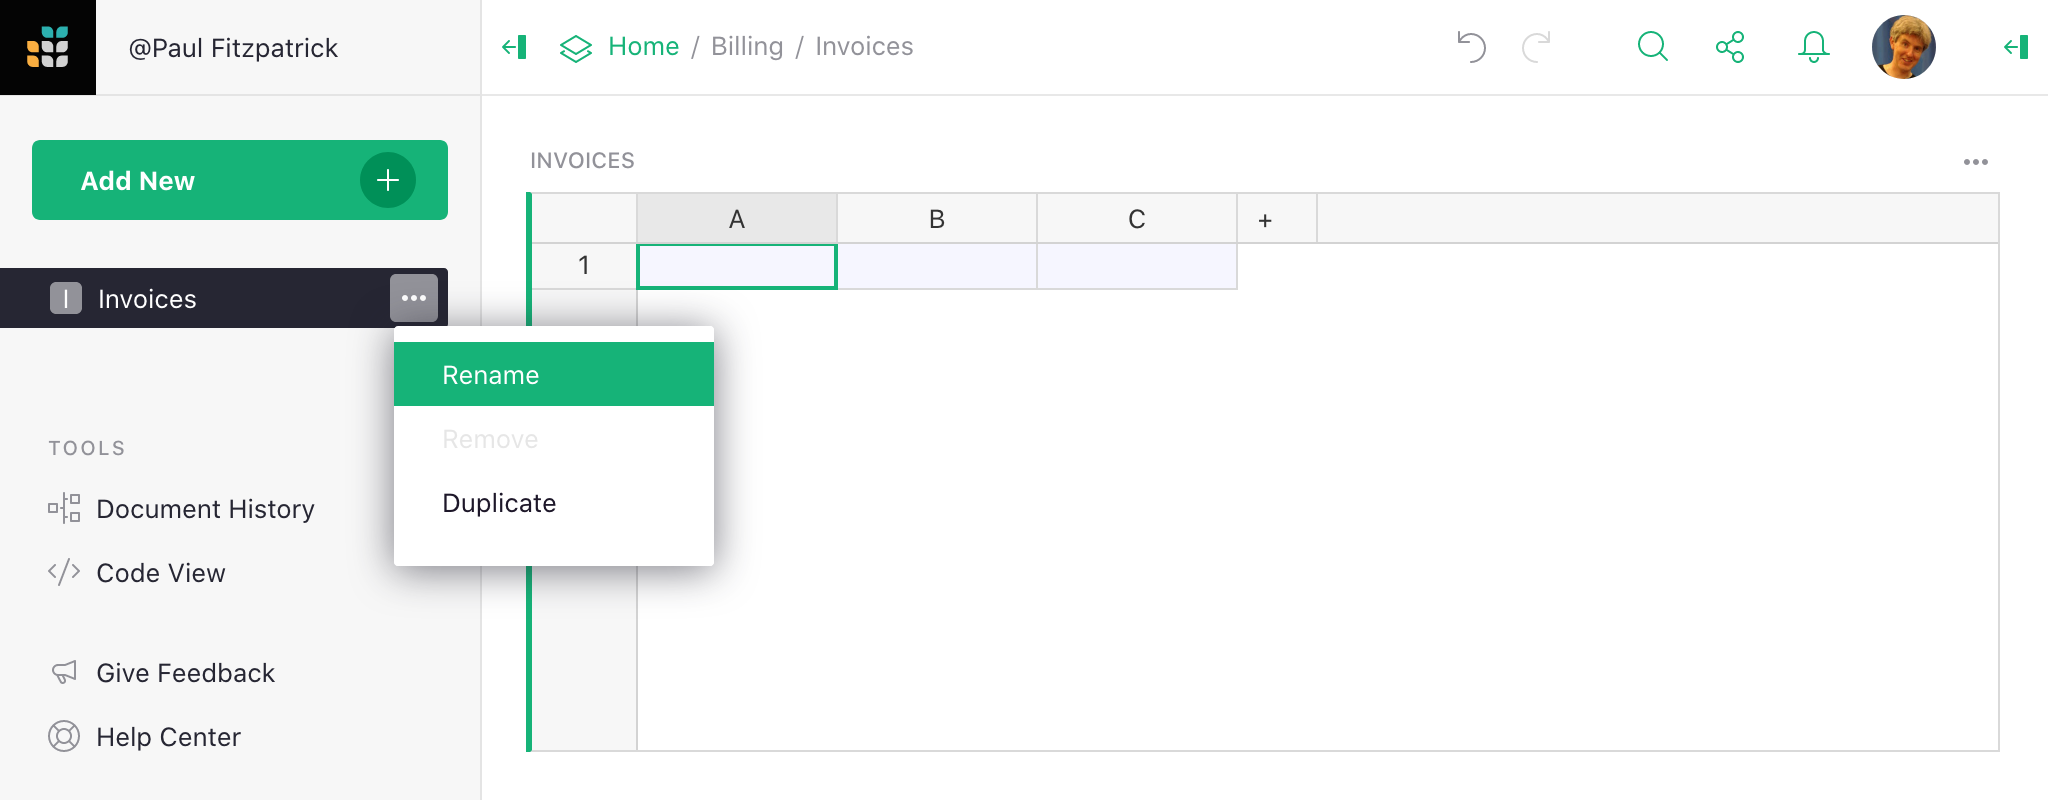 @Paul Fitzpatrick
Home / Billing / Invoices
Add New
INVOICES
A B C +
1
I Invoices
Rename
Remove
Duplicate
TOOLS
Document History
Code View
Give Feedback
Help Center